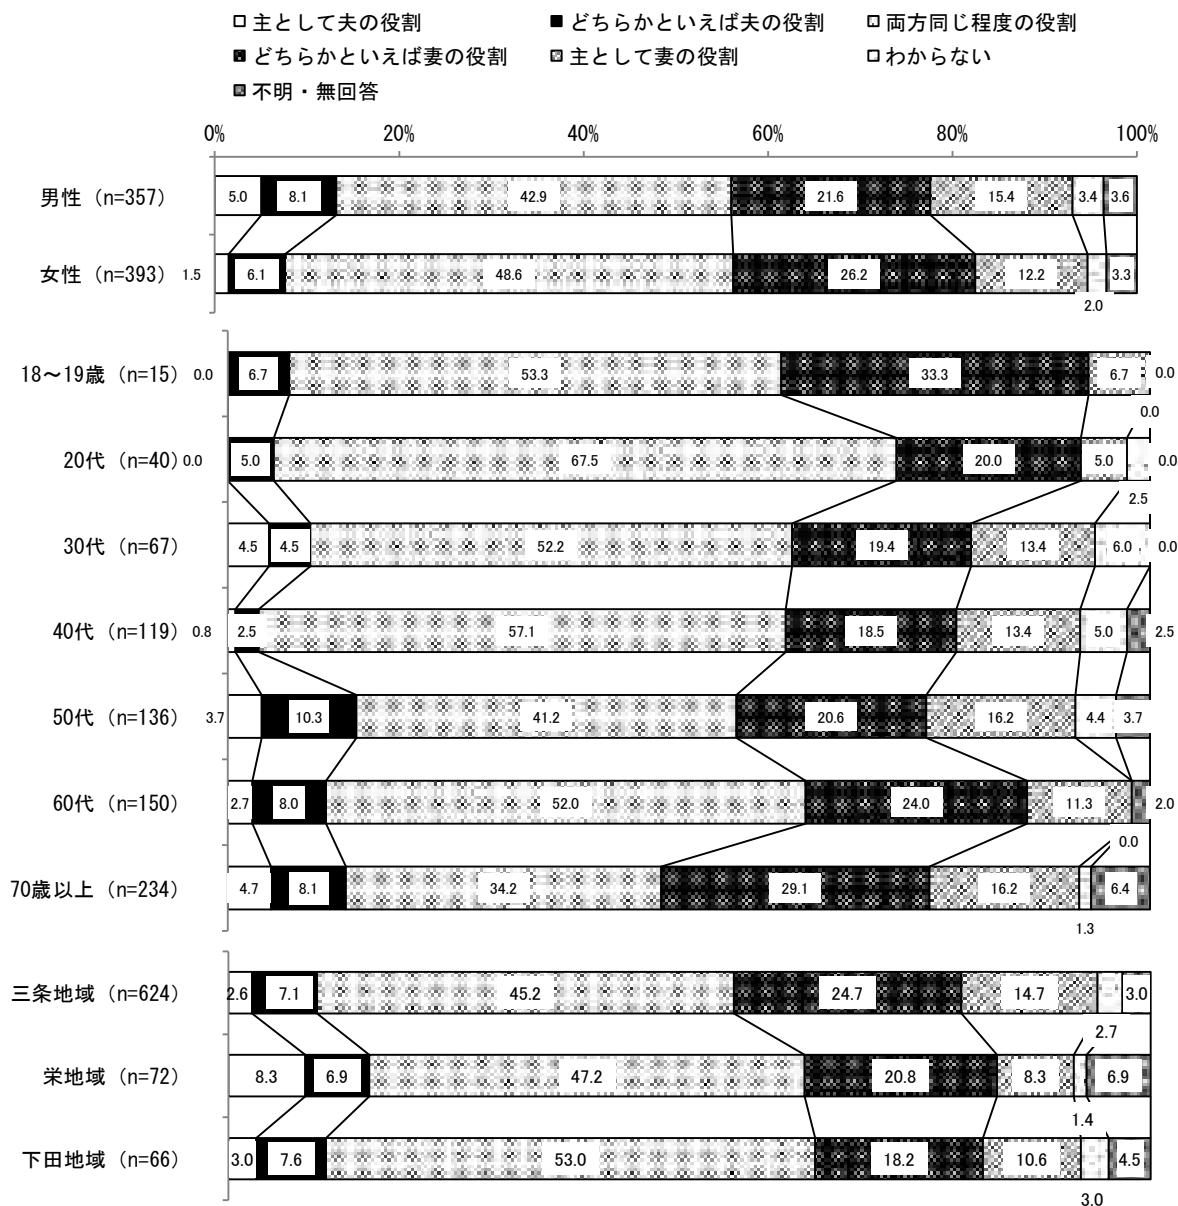 □ 主として夫の役割 ■ どちらかといえば夫の役割 両方同じ程度の役割
どちらかといえば妻の役割 主として妻の役割 わからない
不明・無回答
0% 20% 40% 60% 80% 100%
男性 (n=357) 5.0 8.1 42.9 21.6 15.4 3.4 3.6
女性 (n=393) 1.5 6.1 48.6 26.2 12.2 3.3
2.0
18～19歳 (n=15) 0.0 6.7 53.3 33.3 6.7 0.0
0.0
20代 (n=40) 0.0 5.0 67.5 20.0 5.0 0.0
2.5
30代 (n=67) 4.5 4.5 52.2 19.4 13.4 6.0 0.0
40代 (n=119) 0.8 2.5 57.1 18.5 13.4 5.0 2.5
50代 (n=136) 3.7 10.3 41.2 20.6 16.2 4.4 3.7
60代 (n=150) 2.7 8.0 52.0 24.0 11.3 2.0
0.0
70歳以上 (n=234) 4.7 8.1 34.2 29.1 16.2 6.4
1.3
三条地域 (n=624) 2.6 7.1 45.2 24.7 14.7 3.0
2.7
栄地域 (n=72) 8.3 6.9 47.2 20.8 8.3 6.9
1.4
下田地域 (n=66) 3.0 7.6 53.0 18.2 10.6 4.5
3.0